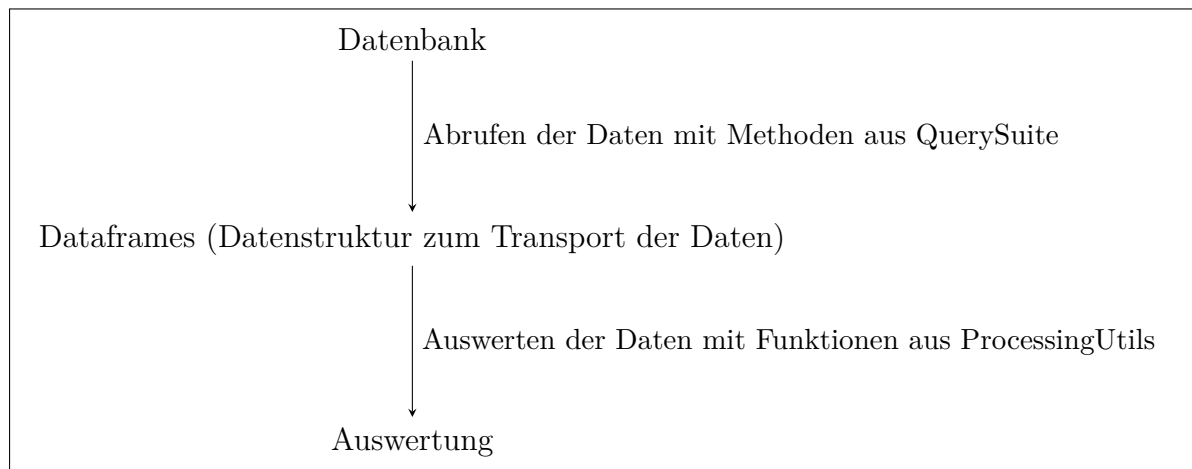 Datenbank
Abrufen der Daten mit Methoden aus QuerySuite
Dataframes (Datenstruktur zum Transport der Daten)
Auswerten der Daten mit Funktionen aus ProcessingUtils
Auswertung